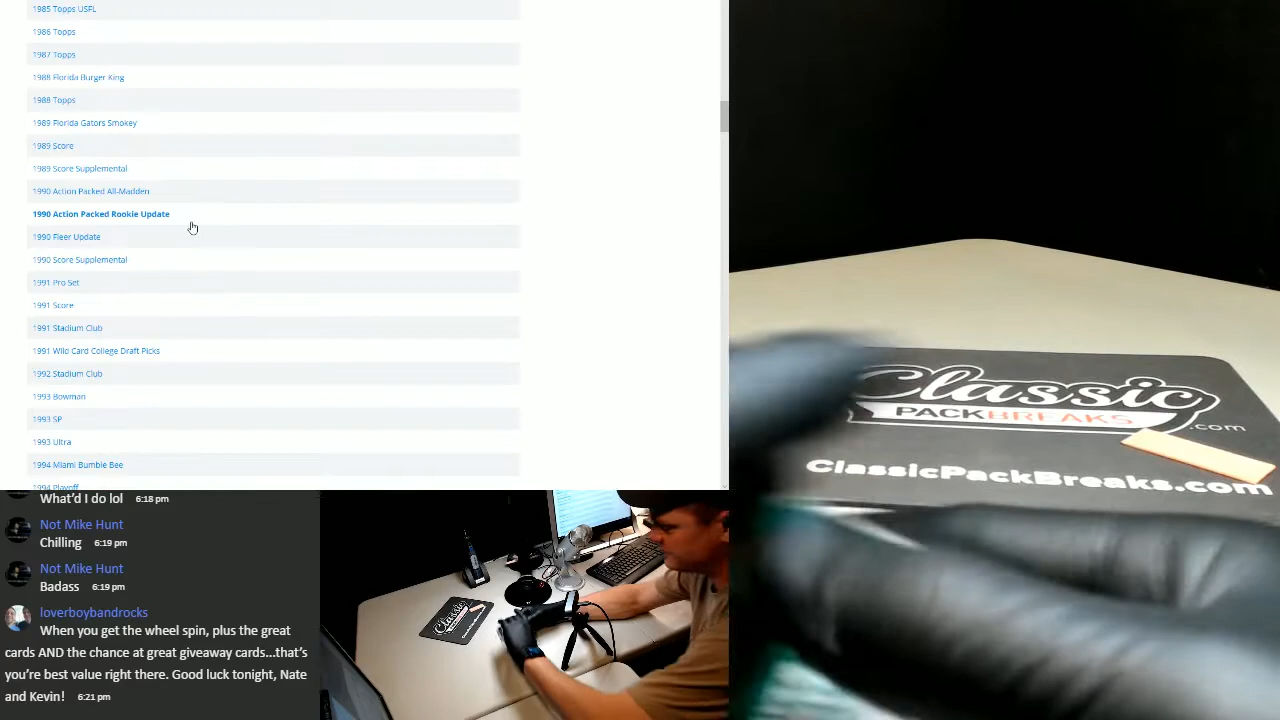 1985 Topps USFL
1986 Topps
1987 Topps
1988 Florida Burger King
1988 Topps
1989 Florida Gators Smokey
1989 Score
1989 Score Supplemental
1990 Action Packed All-Madden
1990 Action Packed Rookie Update
1990 Fleer Update
1990 Score Supplemental
1991 Pro Set
1991 Score
1991 Stadium Club
1991 Wild Card College Draft Picks
1992 Stadium Club
1993 Bowman
1993 SP
1993 Ultra
1994 Miami Bumble Bee
1994 Playoff
What'd I do lol 6:18 pm
Not Mike Hunt
Chilling 6:19 pm
Not Mike Hunt
Badass 6:19 pm
loverboybandrocks
When you get the wheel spin, plus the great
cards AND the chance at great giveaway cards...that's
you're best value right there. Good luck tonight, Nate
and Kevin! 6:21 pm
Classic
Classic
PACKBREAKS
.com
ClassicPackBreaks.com